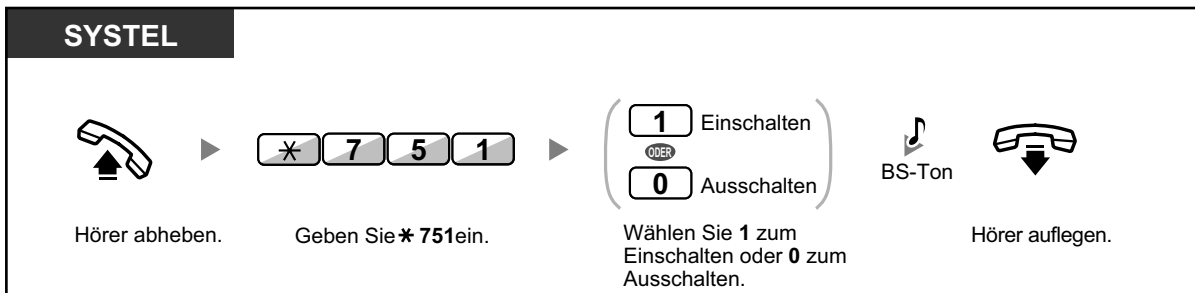 SYSTEL
✱ 7 5 1
1 Einschalten
ODER
0 Ausschalten
BS-Ton
Hörer abheben.
Geben Sie ✱ 751ein.
Wählen Sie 1 zum
Einschalten oder 0 zum
Ausschalten.
Hörer auflegen.